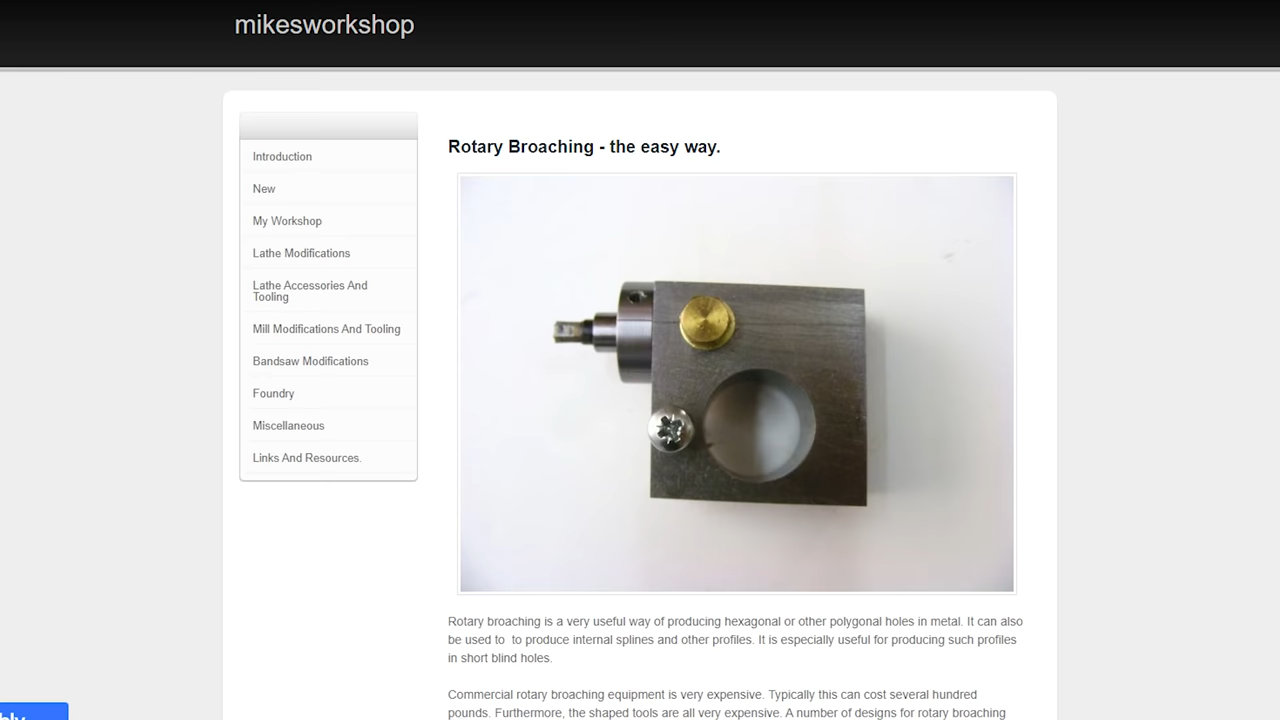 mikesworkshop
Introduction
New
My Workshop
Lathe Modifications
Lathe Accessories And
Tooling
Mill Modifications And Tooling
Bandsaw Modifications
Foundry
Miscellaneous
Links And Resources.
Rotary Broaching - the easy way.
Rotary broaching is a very useful way of producing hexagonal or other polygonal holes in metal. It can also
be used to  to produce internal splines and other profiles. It is especially useful for producing such profiles
in short blind holes.
Commercial rotary broaching equipment is very expensive. Typically this can cost several hundred
pounds. Furthermore, the shaped tools are all very expensive. A number of designs for rotary broaching